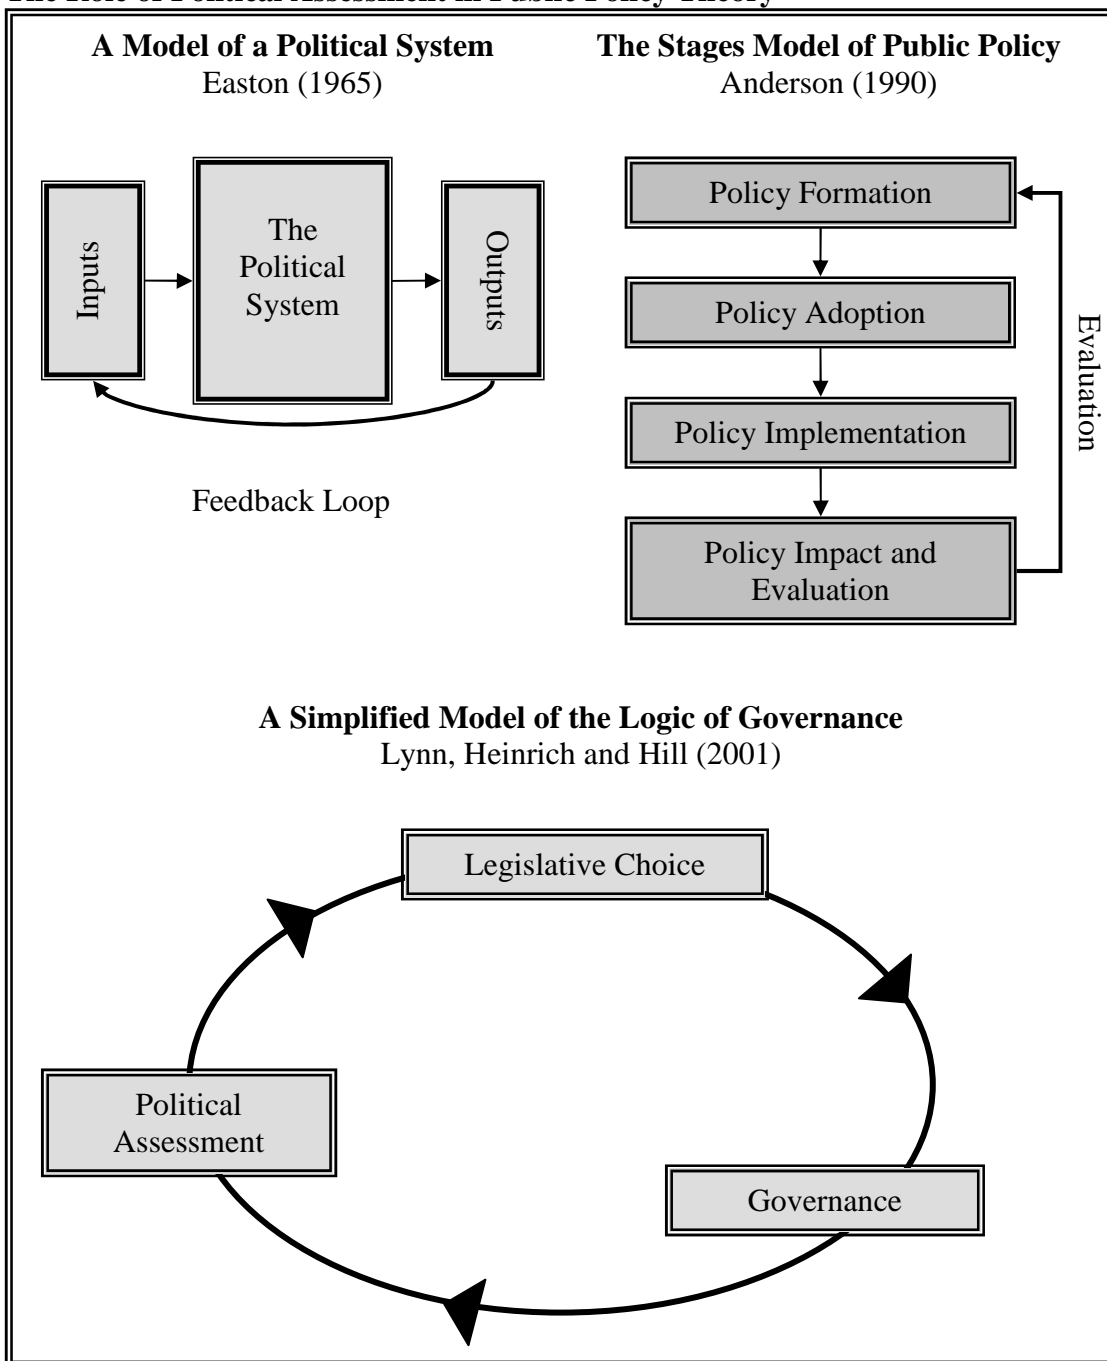 The Role of Political Assessment in Public Policy Theory
A Model of a Political System
Easton (1965)
The Stages Model of Public Policy
Anderson (1990)
Inputs
The
Political
System
Outputs
Feedback Loop
Policy Formation
Policy Adoption
Policy Implementation
Policy Impact and
Evaluation
Evaluation
A Simplified Model of the Logic of Governance
Lynn, Heinrich and Hill (2001)
Legislative Choice
Political
Assessment
Governance